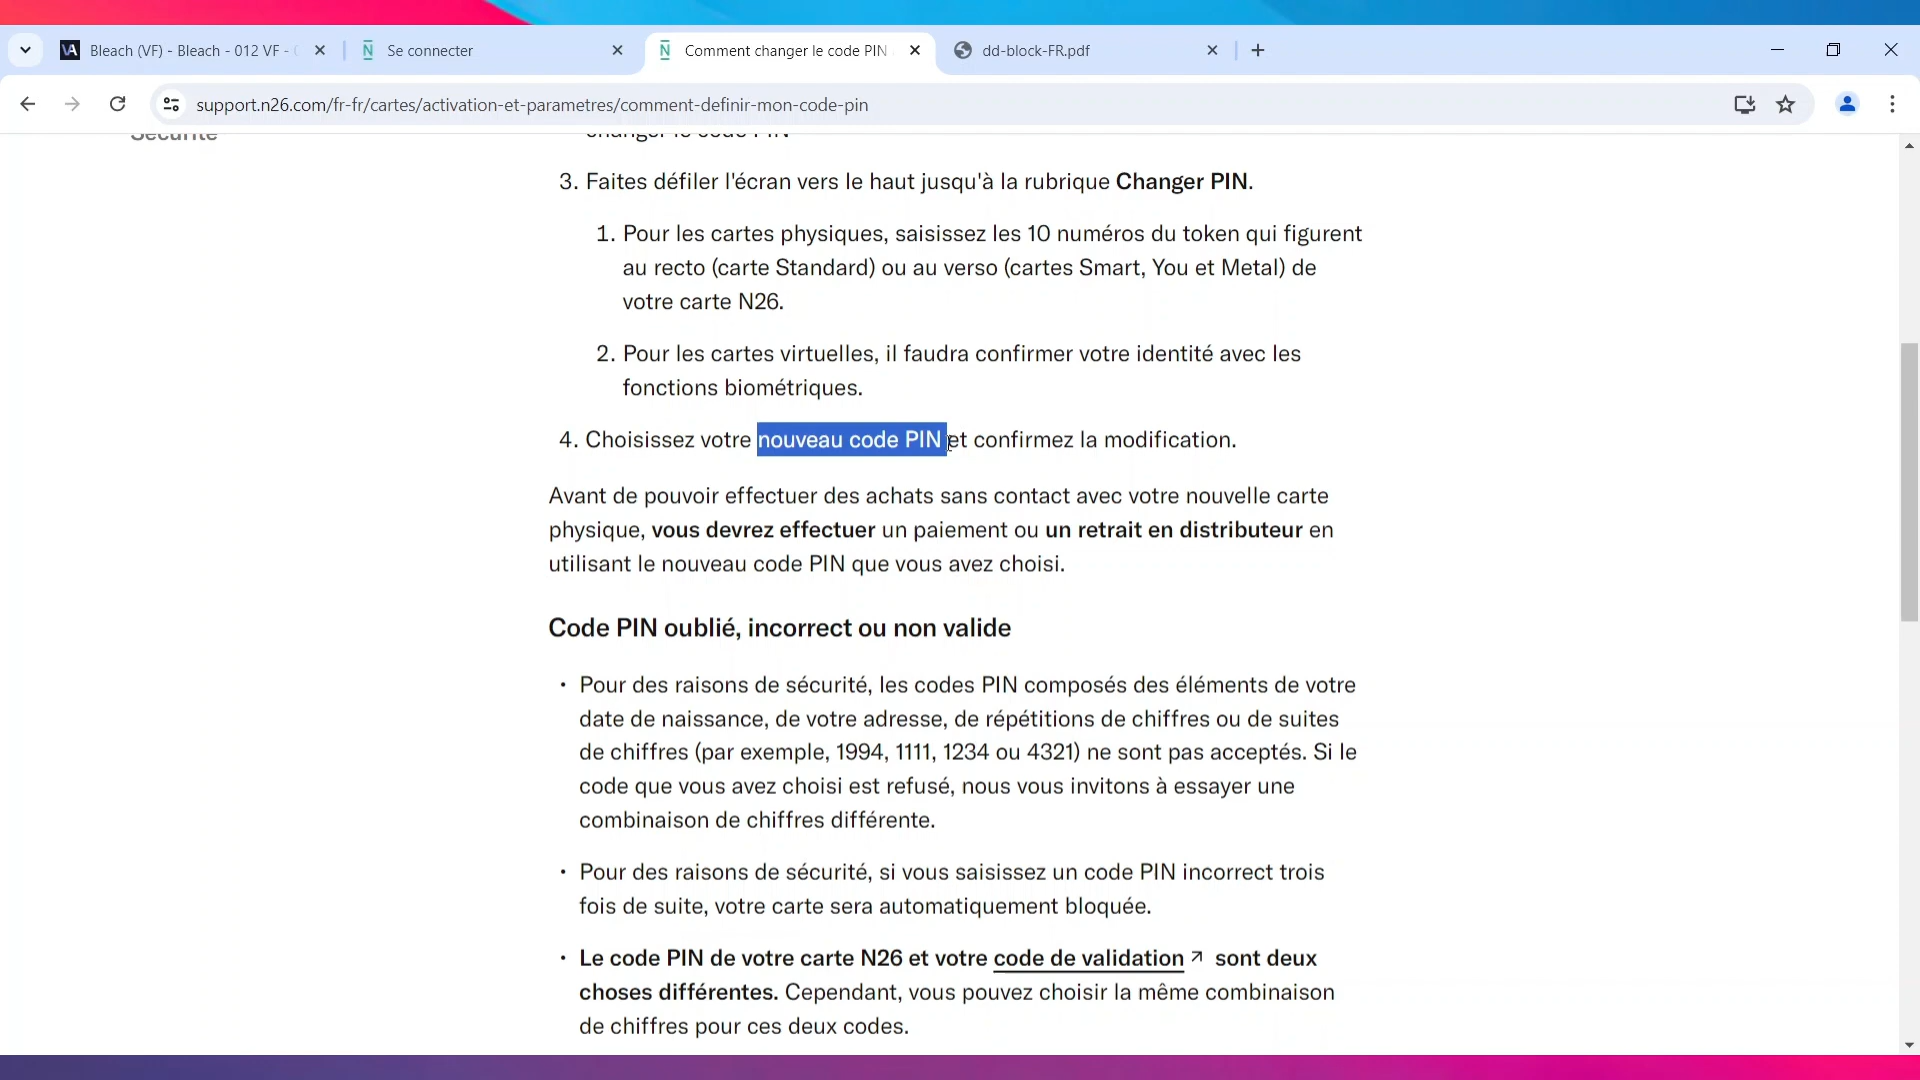 Bleach (VF) - Bleach - 012 VF -
Se connecter
Comment changer le code PIN
dd-block-FR.pdf
support.n26.com/fr-fr/cartes/activation-et-parametres/comment-definir-mon-code-pin
Sécurité
changer le code PIN
3. Faites défiler l'écran vers le haut jusqu'à la rubrique Changer PIN.
1. Pour les cartes physiques, saisissez les 10 numéros du token qui figurent
au recto (carte Standard) ou au verso (cartes Smart, You et Metal) de
votre carte N26.
2. Pour les cartes virtuelles, il faudra confirmer votre identité avec les
fonctions biométriques.
4. Choisissez votre nouveau code PIN et confirmez la modification.
Avant de pouvoir effectuer des achats sans contact avec votre nouvelle carte
physique, vous devrez effectuer un paiement ou un retrait en distributeur en
utilisant le nouveau code PIN que vous avez choisi.
Code PIN oublié, incorrect ou non valide
• Pour des raisons de sécurité, les codes PIN composés des éléments de votre
date de naissance, de votre adresse, de répétitions de chiffres ou de suites
de chiffres (par exemple, 1994, 1111, 1234 ou 4321) ne sont pas acceptés. Si le
code que vous avez choisi est refusé, nous vous invitons à essayer une
combinaison de chiffres différente.
• Pour des raisons de sécurité, si vous saisissez un code PIN incorrect trois
fois de suite, votre carte sera automatiquement bloquée.
• Le code PIN de votre carte N26 et votre code de validation ↗ sont deux
choses différentes. Cependant, vous pouvez choisir la même combinaison
de chiffres pour ces deux codes.